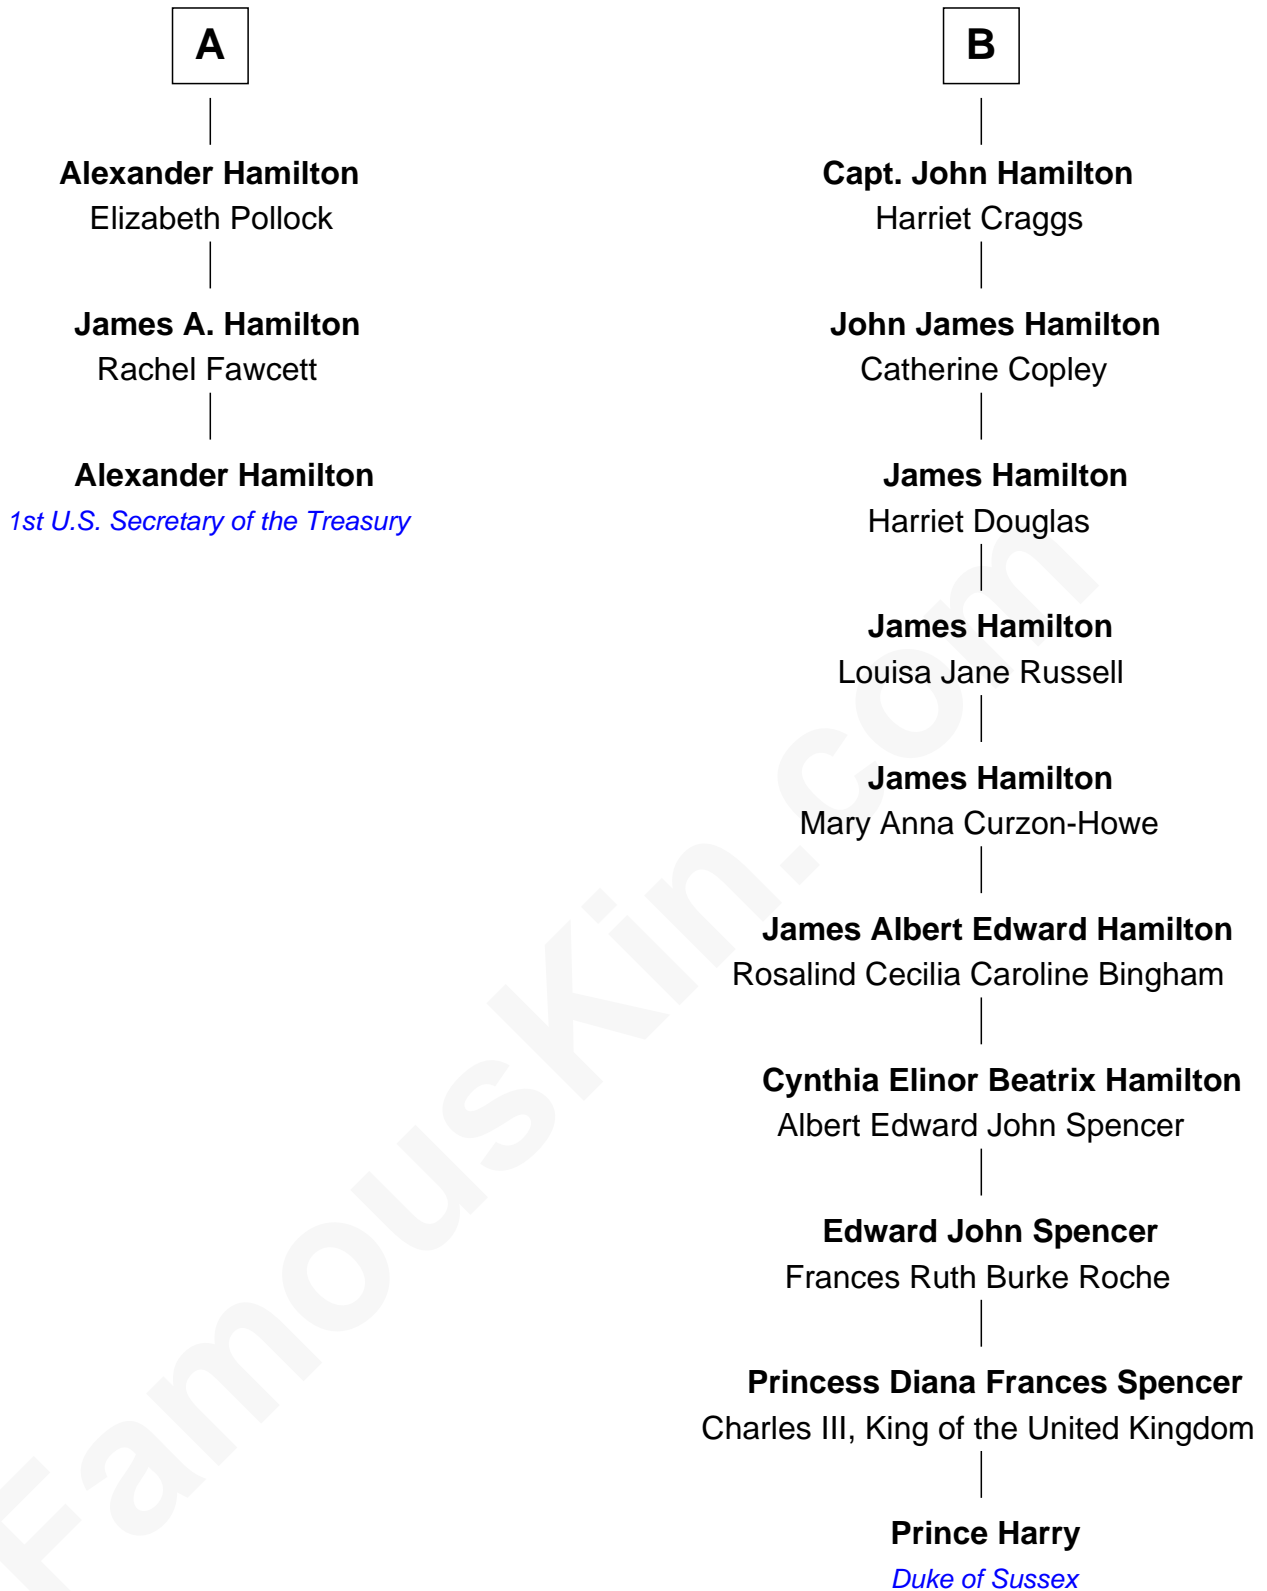 A
Alexander Hamilton
Elizabeth Pollock
James A. Hamilton
Rachel Fawcett
Alexander Hamilton
1st U.S. Secretary of the Treasury
B
Capt. John Hamilton
Harriet Craggs
John James Hamilton
Catherine Copley
James Hamilton
Harriet Douglas
James Hamilton
Louisa Jane Russell
James Hamilton
Mary Anna Curzon-Howe
James Albert Edward Hamilton
Rosalind Cecilia Caroline Bingham
Cynthia Elinor Beatrix Hamilton
Albert Edward John Spencer
Edward John Spencer
Frances Ruth Burke Roche
Princess Diana Frances Spencer
Charles III, King of the United Kingdom
Prince Harry
Duke of Sussex
FamousKin.com